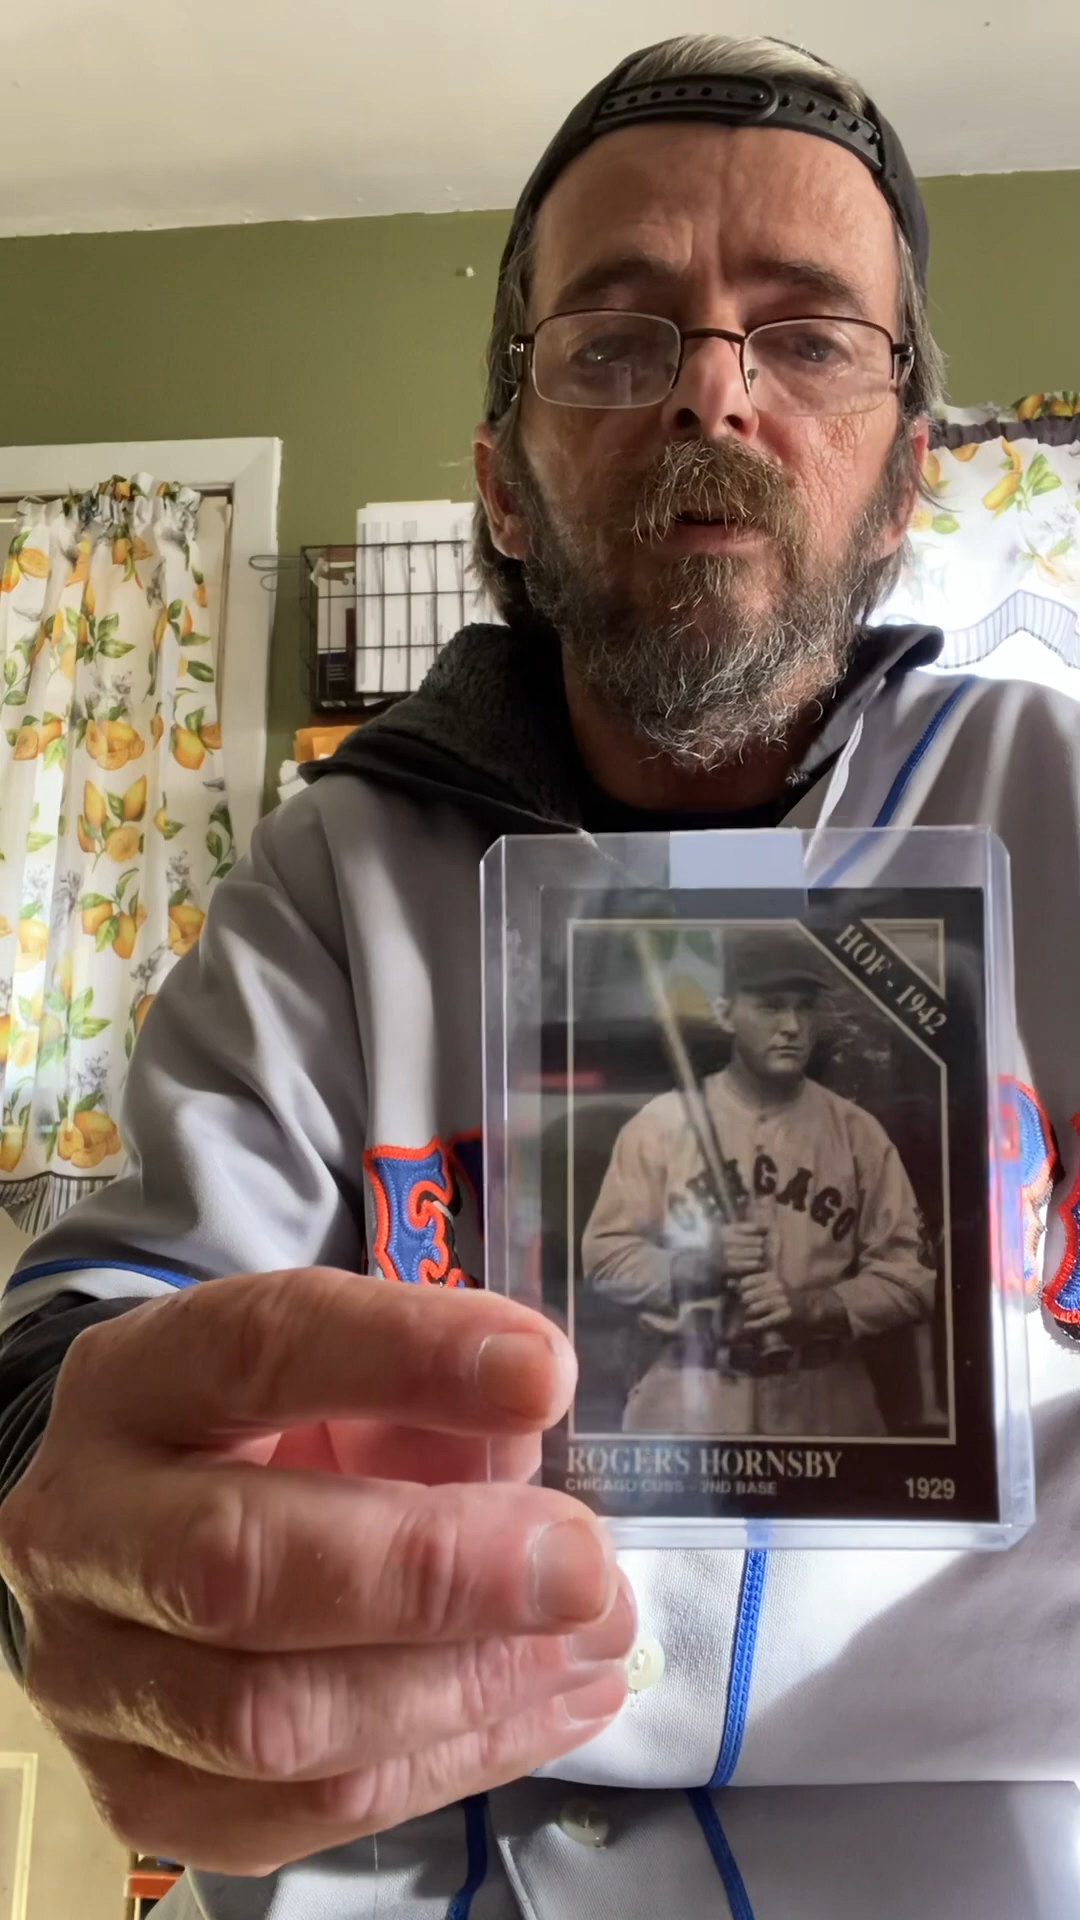 HOF - 1942
CHICAGO
ROGERS HORNSBY
CHICAGO CUBS - 2ND BASE
1929